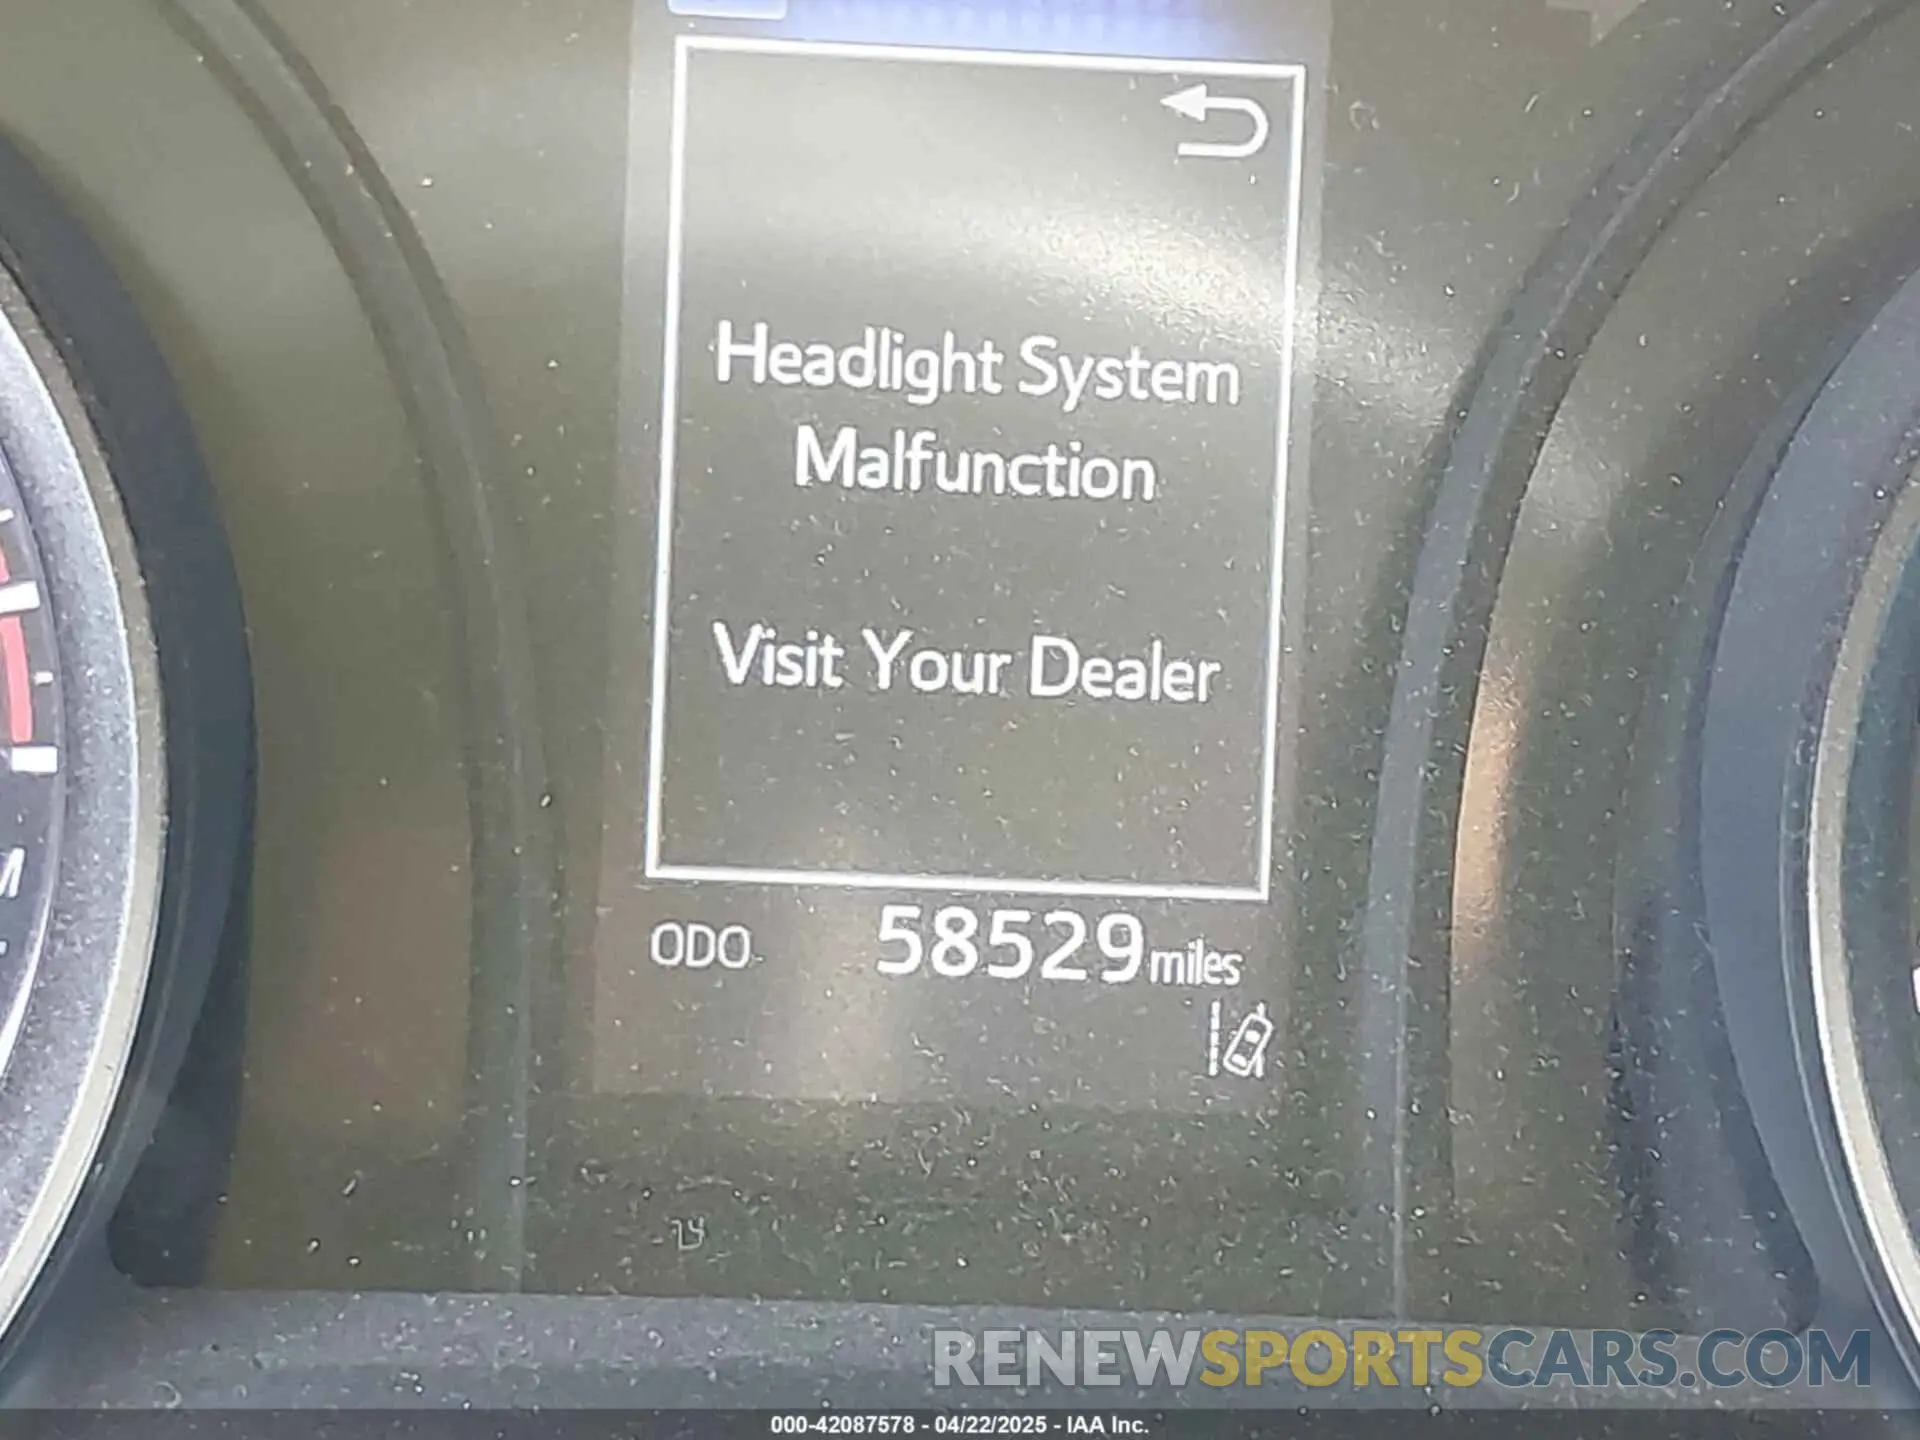 Headlight System
Malfunction
Visit Your Dealer
ODO 58529 miles
RENEWSPORTSCARS.COM
000-42087578 - 04/22/2025 - IAA Inc.